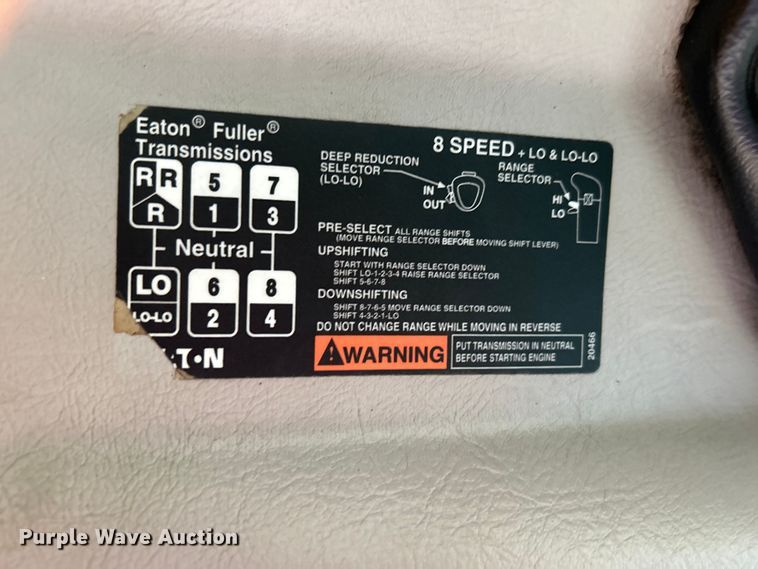 Eaton® Fuller®
Transmissions
8 SPEED + LO & LO-LO
R R 5 7
R 1 3
Neutral
LO 6 8
LO-LO 2 4
DEEP REDUCTION
SELECTOR
(LO-LO)
IN
OUT
RANGE
SELECTOR
HI
LO
PRE-SELECT ALL RANGE SHIFTS
(MOVE RANGE SELECTOR BEFORE MOVING SHIFT LEVER)
UPSHIFTING
START WITH RANGE SELECTOR DOWN
SHIFT LO-1-2-3-4 RAISE RANGE SELECTOR
SHIFT 5-6-7-8
DOWNSHIFTING
SHIFT 8-7-6-5 MOVE RANGE SELECTOR DOWN
SHIFT 4-3-2-1-LO
DO NOT CHANGE RANGE WHILE MOVING IN REVERSE
WARNING
PUT TRANSMISSION IN NEUTRAL
BEFORE STARTING ENGINE
20466
T•N
Purple Wave Auction